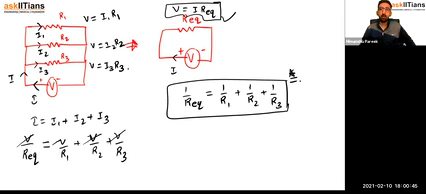 askIITians
askIITians
R1
I1
V = I1R1
R2
I2
V = I2R2
R3
I3
V = I3R3.
I
+ V -
I
V = I Req
Req
+ V -
I
1/Req = 1/R1 + 1/R2 + 1/R3
I = I1 + I2 + I3
V/Req = V/R1 + V/R2 + V/R3
Pareek
2021-02-10 18:00:45